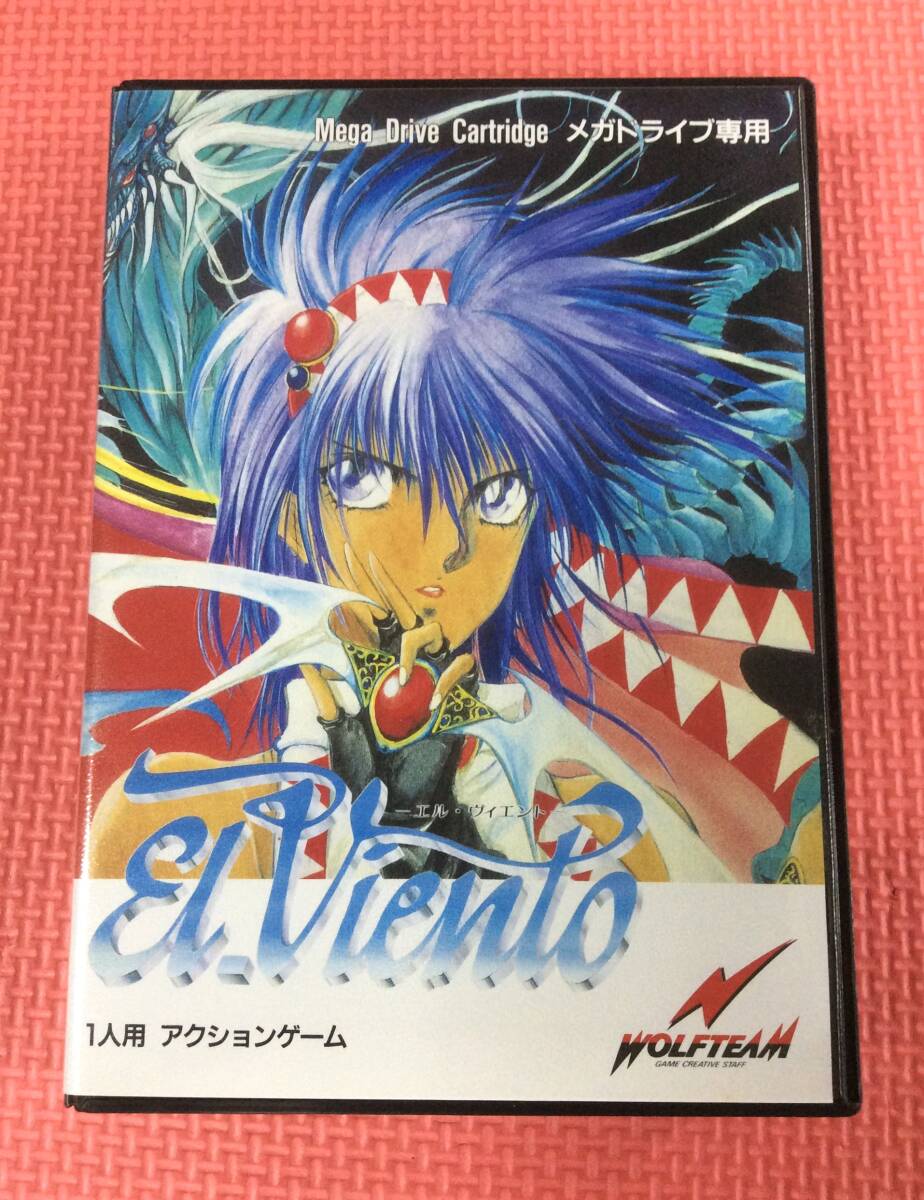 Mega Drive Cartridge メガドライブ専用
－エル・ヴィエント－
El.Viento
1人用 アクションゲーム
WOLFTEAM
GAME CREATIVE STAFF